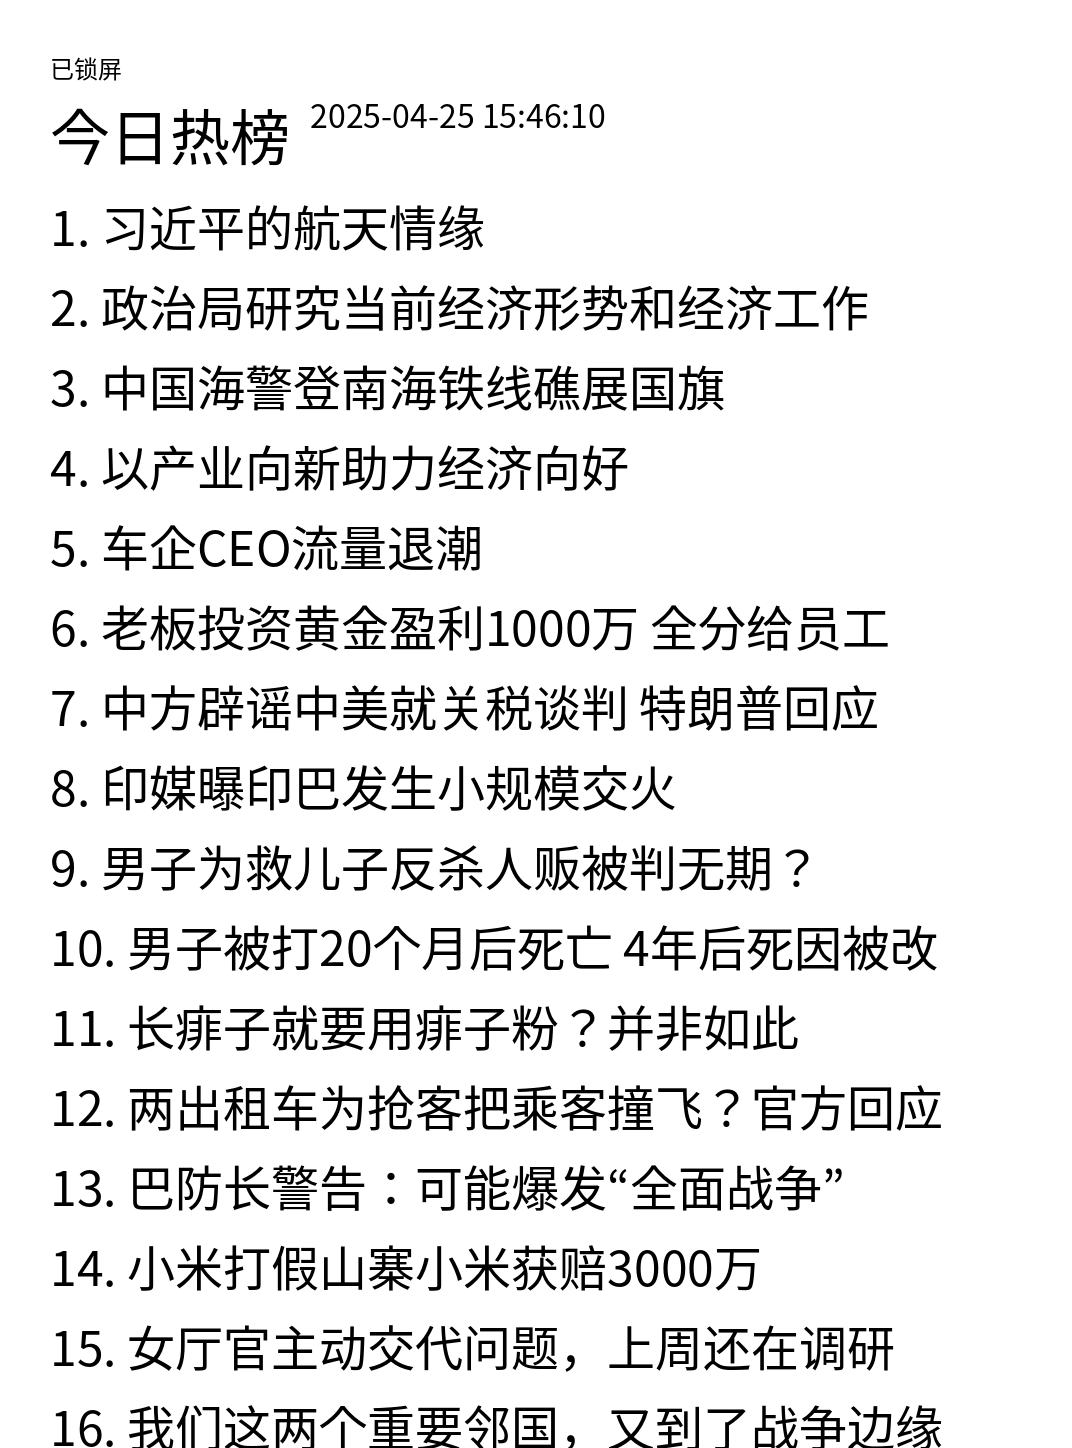 已锁屏
今日热榜 2025-04-25 15:46:10
1. 习近平的航天情缘
2. 政治局研究当前经济形势和经济工作
3. 中国海警登南海铁线礁展国旗
4. 以产业向新助力经济向好
5. 车企CEO流量退潮
6. 老板投资黄金盈利1000万 全分给员工
7. 中方辟谣中美就关税谈判 特朗普回应
8. 印媒曝印巴发生小规模交火
9. 男子为救儿子反杀人贩被判无期？
10. 男子被打20个月后死亡 4年后死因被改
11. 长痱子就要用痱子粉？并非如此
12. 两出租车为抢客把乘客撞飞？官方回应
13. 巴防长警告：可能爆发“全面战争”
14. 小米打假山寨小米获赔3000万
15. 女厅官主动交代问题，上周还在调研
16. 我们这两个重要邻国，又到了战争边缘